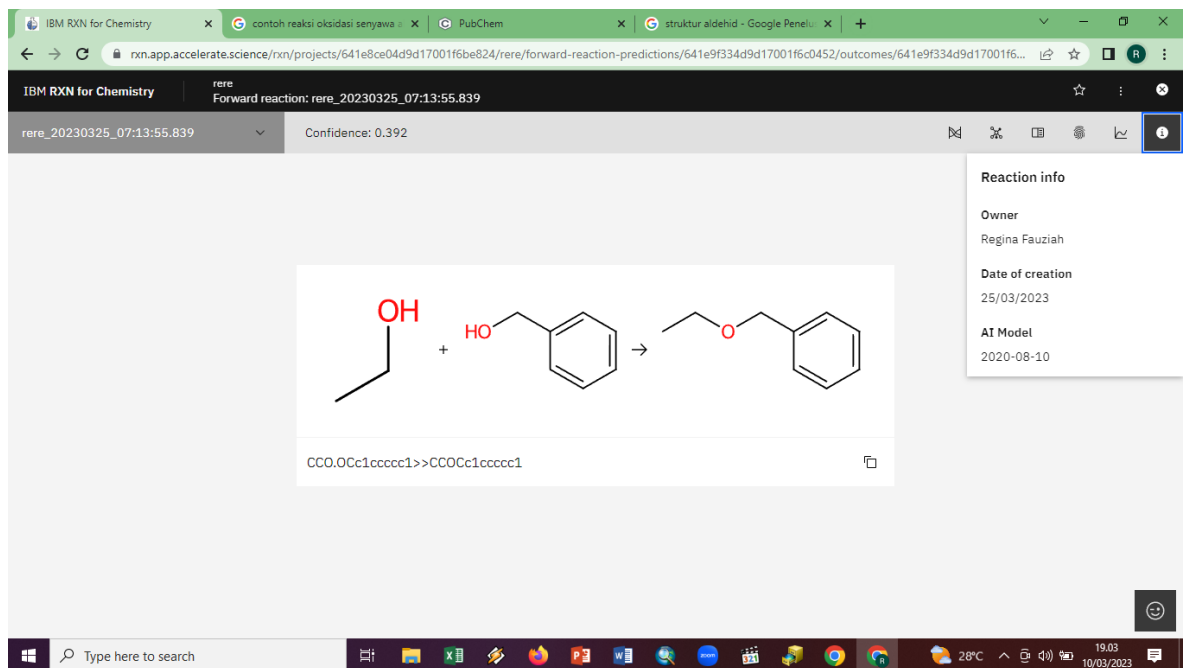 IBM RXN for Chemistry
contoh reaksi oksidasi senyawa a
PubChem
struktur aldehid - Google Penelu
rxn.app.accelerate.science/rxn/projects/641e8ce04d9d17001f6be824/rere/forward-reaction-predictions/641e9f334d9d17001f6c0452/outcomes/641e9f334d9d17001f6...
R
IBM RXN for Chemistry
rere
Forward reaction: rere_20230325_07:13:55.839
rere_20230325_07:13:55.839
Confidence: 0.392
Reaction info
Owner
Regina Fauziah
Date of creation
25/03/2023
AI Model
2020-08-10
OH
+
HO
→
O
CCO.OCc1ccccc1>>CCOCc1ccccc1
Type here to search
zoom
321
28°C
19.03
10/03/2023